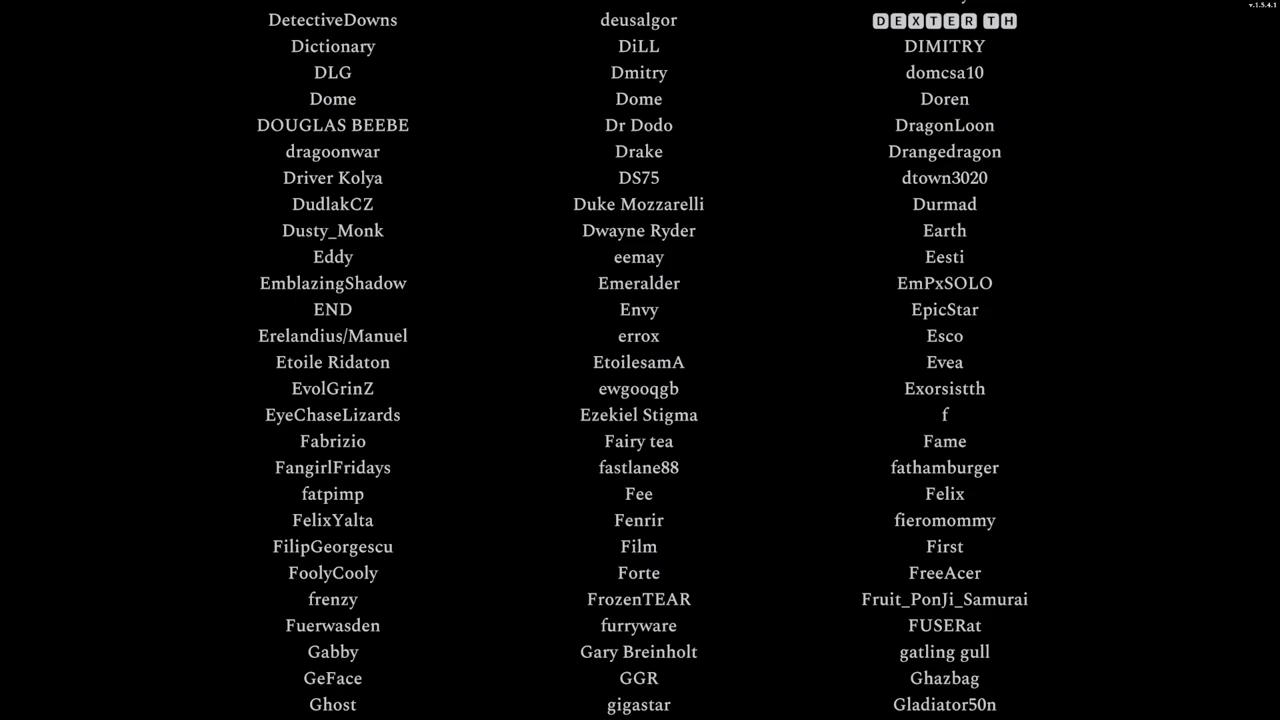 v.1.5.4.1
DetectiveDowns deusalgor 🅳🅴🆇🆃🅴🆁 🆃🅷
Dictionary DiLL DIMITRY
DLG Dmitry domcsa10
Dome Dome Doren
DOUGLAS BEEBE Dr Dodo DragonLoon
dragoonwar Drake Drangedragon
Driver Kolya DS75 dtown3020
DudlakCZ Duke Mozzarelli Durmad
Dusty_Monk Dwayne Ryder Earth
Eddy eemay Eesti
EmblazingShadow Emeralder EmPxSOLO
END Envy EpicStar
Erelandius/Manuel errox Esco
Etoile Ridaton EtoilesamA Evea
EvolGrinZ ewgooqgb Exorsistth
EyeChaseLizards Ezekiel Stigma f
Fabrizio Fairy tea Fame
FangirlFridays fastlane88 fathamburger
fatpimp Fee Felix
FelixYalta Fenrir fieromommy
FilipGeorgescu Film First
FoolyCooly Forte FreeAcer
frenzy FrozenTEAR Fruit_PonJi_Samurai
Fuerwasden furryware FUSERat
Gabby Gary Breinholt gatling gull
GeFace GGR Ghazbag
Ghost gigastar Gladiator50n